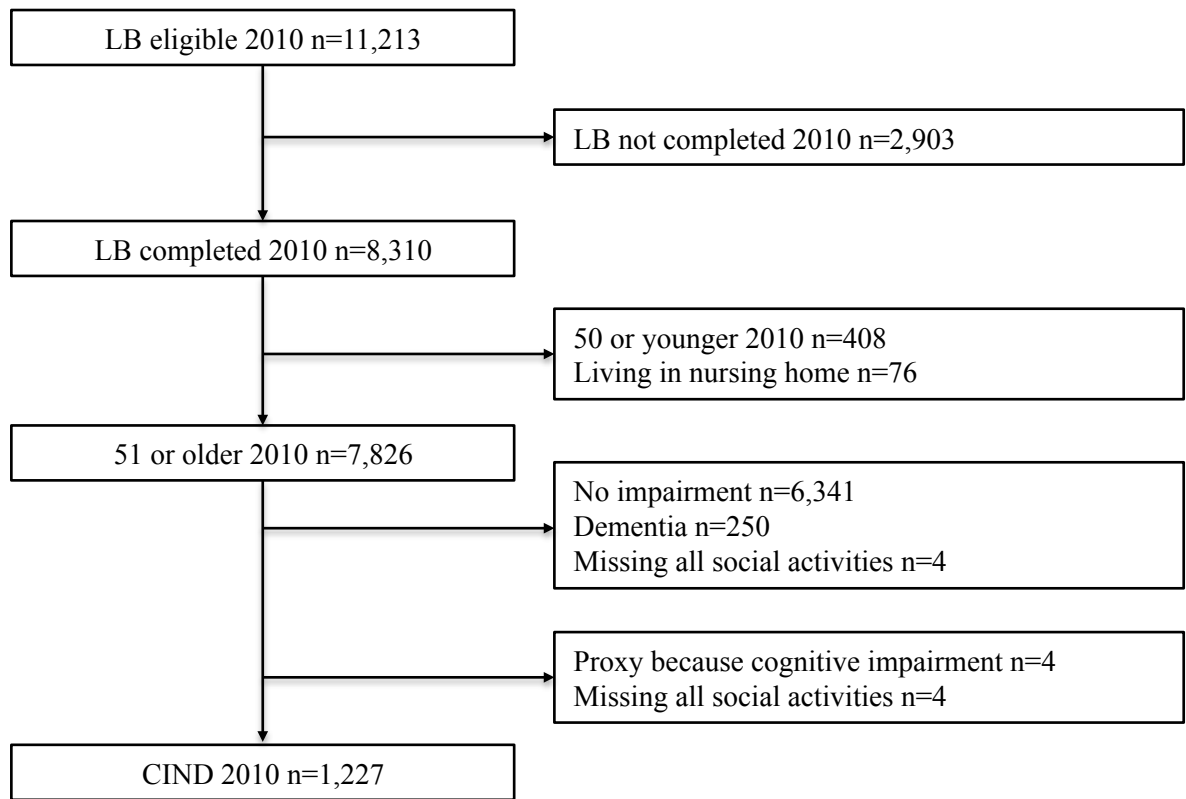 LB eligible 2010 n=11,213
LB not completed 2010 n=2,903
LB completed 2010 n=8,310
50 or younger 2010 n=408
Living in nursing home n=76
51 or older 2010 n=7,826
No impairment n=6,341
Dementia n=250
Missing all social activities n=4
Proxy because cognitive impairment n=4
Missing all social activities n=4
CIND 2010 n=1,227